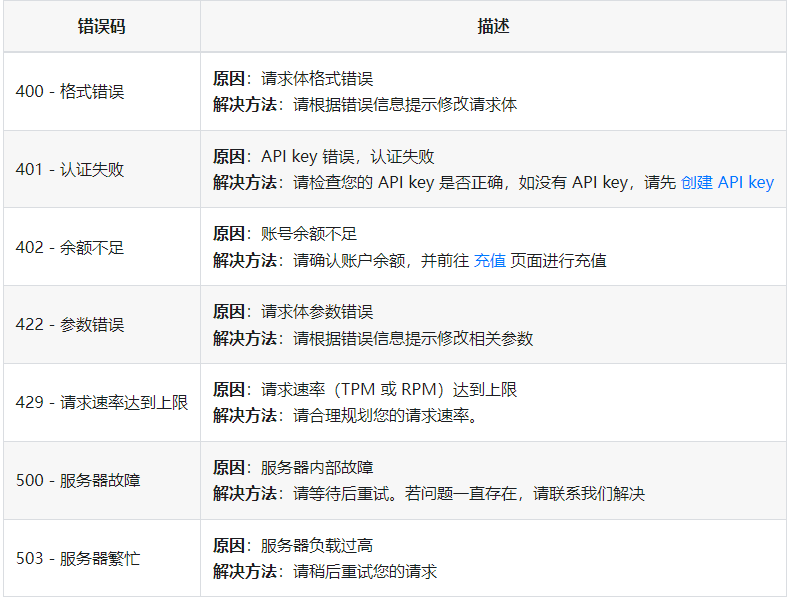 错误码 描述
400 - 格式错误
原因：请求体格式错误
解决方法：请根据错误信息提示修改请求体
401 - 认证失败
原因：API key 错误，认证失败
解决方法：请检查您的 API key 是否正确，如没有 API key，请先 创建 API key
402 - 余额不足
原因：账号余额不足
解决方法：请确认账户余额，并前往 充值 页面进行充值
422 - 参数错误
原因：请求体参数错误
解决方法：请根据错误信息提示修改相关参数
429 - 请求速率达到上限
原因：请求速率（TPM 或 RPM）达到上限
解决方法：请合理规划您的请求速率。
500 - 服务器故障
原因：服务器内部故障
解决方法：请等待后重试。若问题一直存在，请联系我们解决
503 - 服务器繁忙
原因：服务器负载过高
解决方法：请稍后重试您的请求